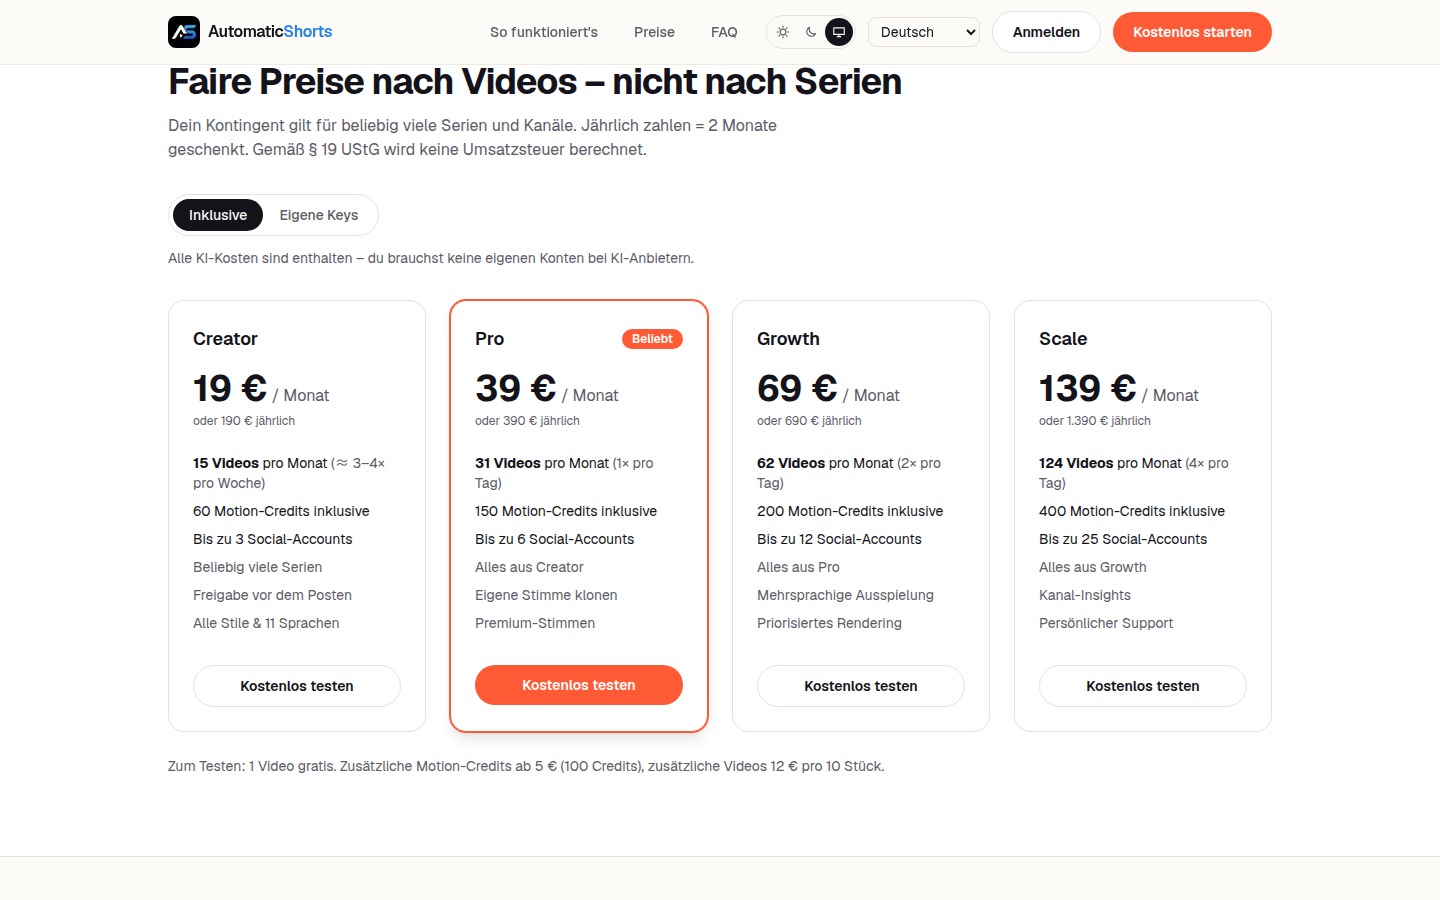 AutomaticShorts
So funktioniert's
Preise
FAQ
Deutsch
Anmelden
Kostenlos starten
Faire Preise nach Videos – nicht nach Serien
Dein Kontingent gilt für beliebig viele Serien und Kanäle. Jährlich zahlen = 2 Monate
geschenkt. Gemäß § 19 UStG wird keine Umsatzsteuer berechnet.
Inklusive
Eigene Keys
Alle KI-Kosten sind enthalten – du brauchst keine eigenen Konten bei KI-Anbietern.
Creator
19 € / Monat
oder 190 € jährlich
15 Videos pro Monat (≈ 3–4×
pro Woche)
60 Motion-Credits inklusive
Bis zu 3 Social-Accounts
Beliebig viele Serien
Freigabe vor dem Posten
Alle Stile & 11 Sprachen
Kostenlos testen
Pro
Beliebt
39 € / Monat
oder 390 € jährlich
31 Videos pro Monat (1× pro
Tag)
150 Motion-Credits inklusive
Bis zu 6 Social-Accounts
Alles aus Creator
Eigene Stimme klonen
Premium-Stimmen
Kostenlos testen
Growth
69 € / Monat
oder 690 € jährlich
62 Videos pro Monat (2× pro
Tag)
200 Motion-Credits inklusive
Bis zu 12 Social-Accounts
Alles aus Pro
Mehrsprachige Ausspielung
Priorisiertes Rendering
Kostenlos testen
Scale
139 € / Monat
oder 1.390 € jährlich
124 Videos pro Monat (4× pro
Tag)
400 Motion-Credits inklusive
Bis zu 25 Social-Accounts
Alles aus Growth
Kanal-Insights
Persönlicher Support
Kostenlos testen
Zum Testen: 1 Video gratis. Zusätzliche Motion-Credits ab 5 € (100 Credits), zusätzliche Videos 12 € pro 10 Stück.